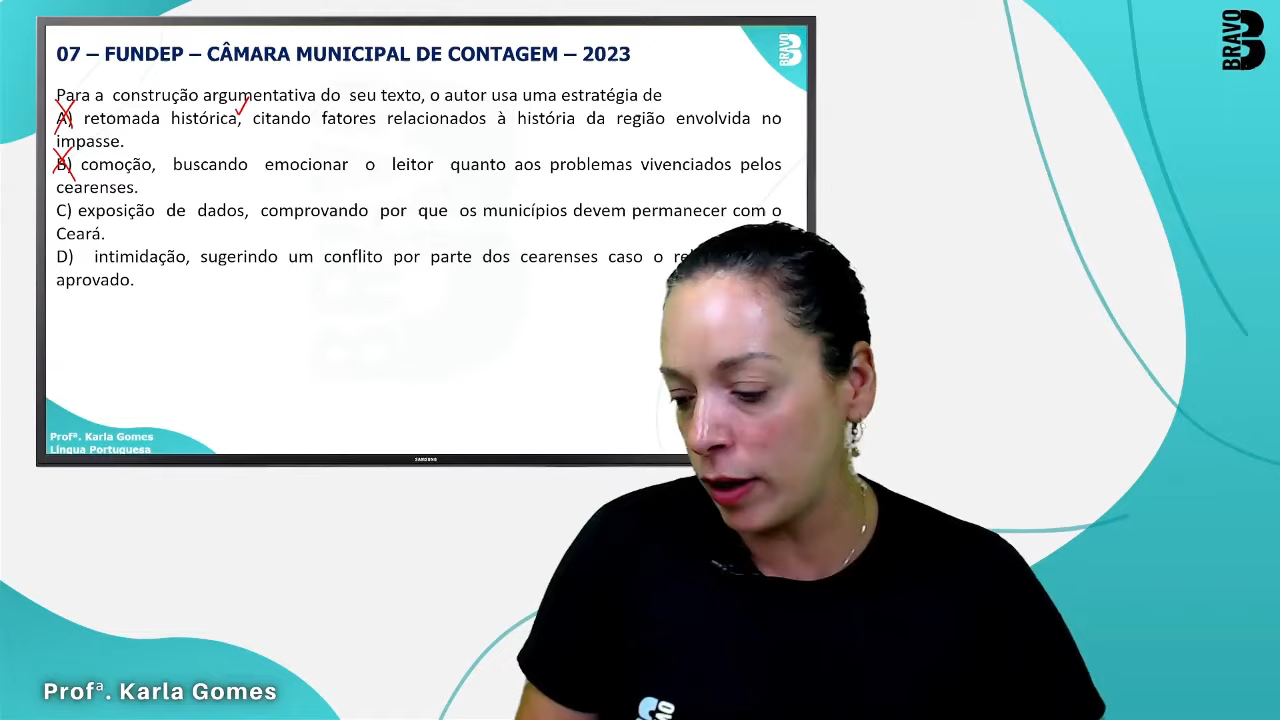 BRAVO
07 – FUNDEP – CÂMARA MUNICIPAL DE CONTAGEM – 2023
BRAVO
Para a construção argumentativa do seu texto, o autor usa uma estratégia de
A) retomada histórica, citando fatores relacionados à história da região envolvida no
impasse.
B) comoção, buscando emocionar o leitor quanto aos problemas vivenciados pelos
cearenses.
C) exposição de dados, comprovando por que os municípios devem permanecer com o
Ceará.
D) intimidação, sugerindo um conflito por parte dos cearenses caso o
aprovado.
BRAVO
Profª. Karla Gomes
Língua Portuguesa
SAMSUNG
Profª. Karla Gomes